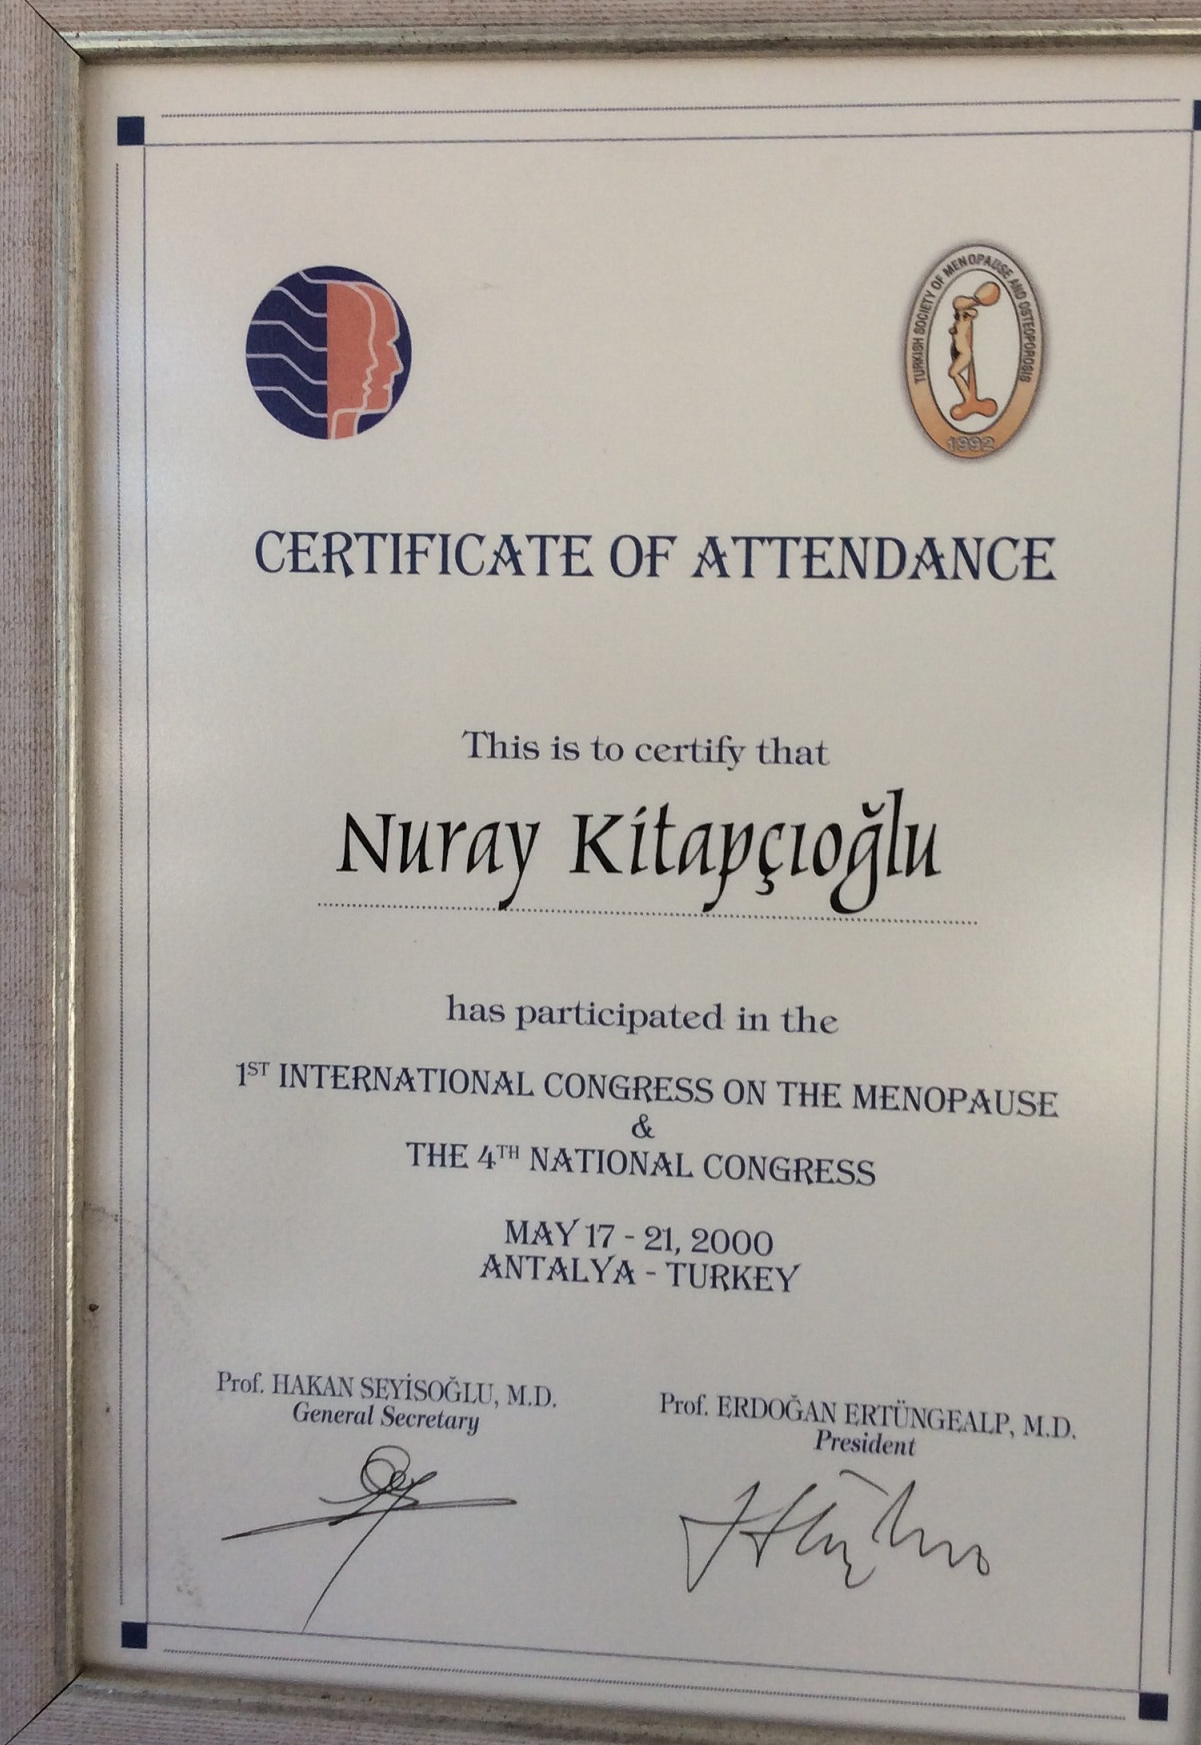 TURKISH SOCIETY OF MENOPAUSE AND OSTEOPOROSIS
1992
CERTIFICATE OF ATTENDANCE
This is to certify that
Nuray Kitapçıoğlu
has participated in the
1ST INTERNATIONAL CONGRESS ON THE MENOPAUSE
&
THE 4TH NATIONAL CONGRESS
MAY 17 - 21, 2000
ANTALYA - TURKEY
Prof. HAKAN SEYİSOĞLU, M.D.
General Secretary
Prof. ERDOĞAN ERTÜNGEALP, M.D.
President